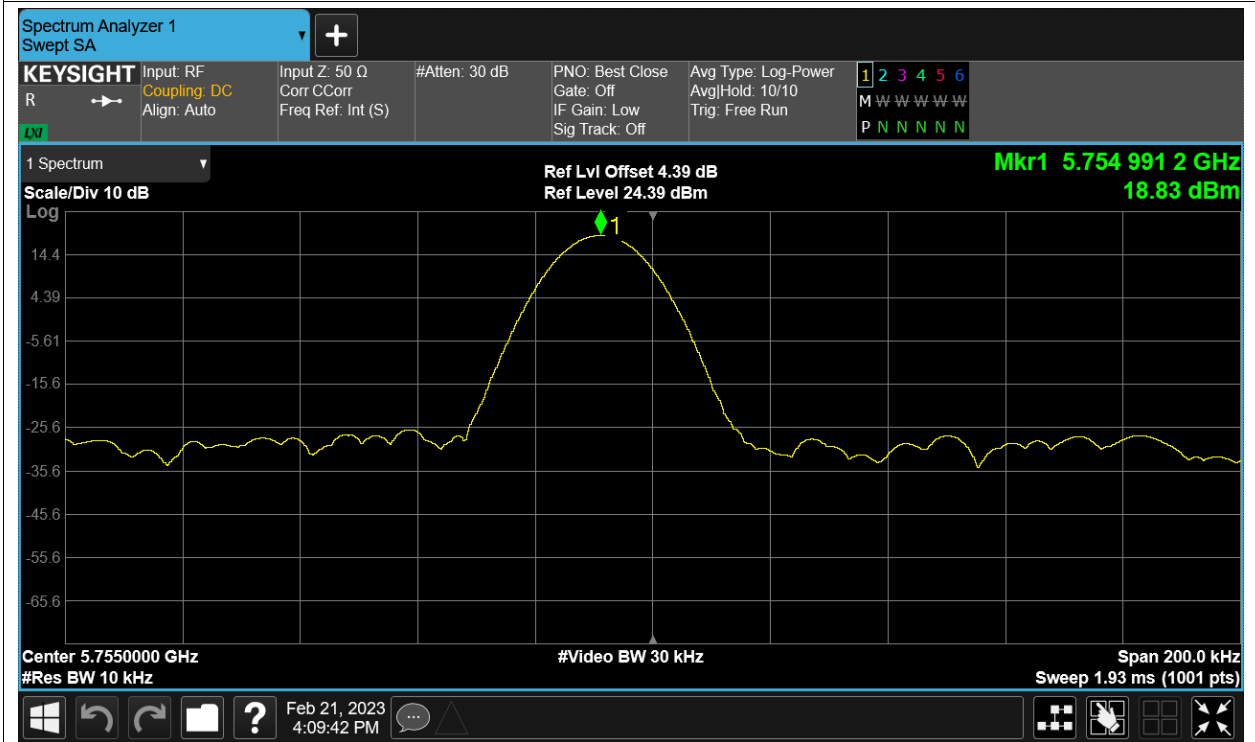 Spectrum Analyzer 1
Swept SA
KEYSIGHT
R
LXI
Input: RF
Coupling: DC
Align: Auto
Input Z: 50 Ω
Corr CCorr
Freq Ref: Int (S)
#Atten: 30 dB
PNO: Best Close
Gate: Off
IF Gain: Low
Sig Track: Off
Avg Type: Log-Power
Avg|Hold: 10/10
Trig: Free Run
1 2 3 4 5 6
M W W W W W
P N N N N N
1 Spectrum
Scale/Div 10 dB
Ref Lvl Offset 4.39 dB
Ref Level 24.39 dBm
Mkr1 5.754 991 2 GHz
18.83 dBm
Log
1
14.4
4.39
-5.61
-15.6
-25.6
-35.6
-45.6
-55.6
-65.6
Center 5.7550000 GHz
#Res BW 10 kHz
#Video BW 30 kHz
Span 200.0 kHz
Sweep 1.93 ms (1001 pts)
?
Feb 21, 2023
4:09:42 PM